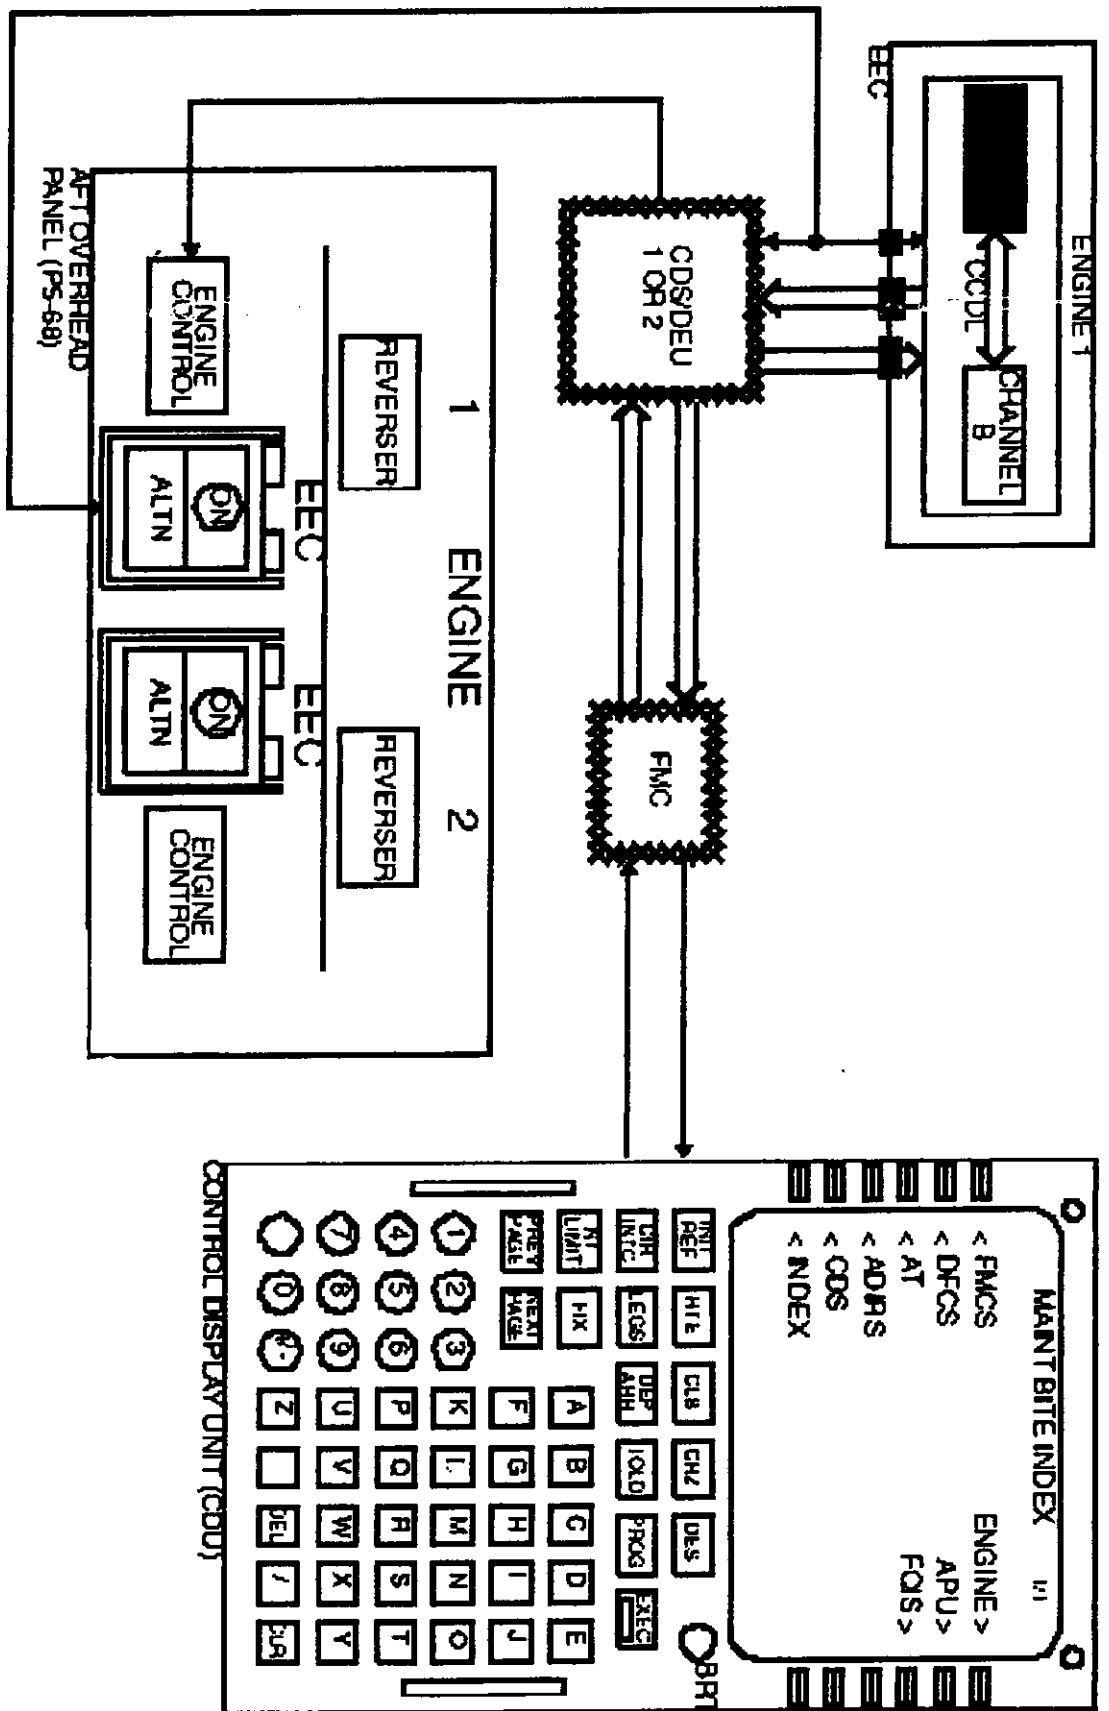 ENGINE 1
CHANNEL
B
CCDL
EEC
CDS/DEU
1 OR 2
FMC
1 ENGINE 2
REVERSER
REVERSER
EEC
EEC
ON
ALTN
ON
ALTN
ENGINE
CONTROL
ENGINE
CONTROL
AFT OVERHEAD
PANEL (P5-68)
MAINT BITE INDEX
< FMCS
ENGINE >
< DFCS
APU >
< AT
FQIS >
< ADIRS
< CDS
< INDEX
BRT
INIT
REF
RTE
CLB
CRZ
DES
LEGS
DEP
ARR
HOLD
PROG
EXEC
N1
LIMIT
FIX
PREV
PAGE
NEXT
PAGE
A B C D E
F G H I J
1 2 3 K L M N O
4 5 6 P Q R S T
7 8 9 U V W X Y
0 +/- Z DEL / CLR
CONTROL DISPLAY UNIT (CDU)